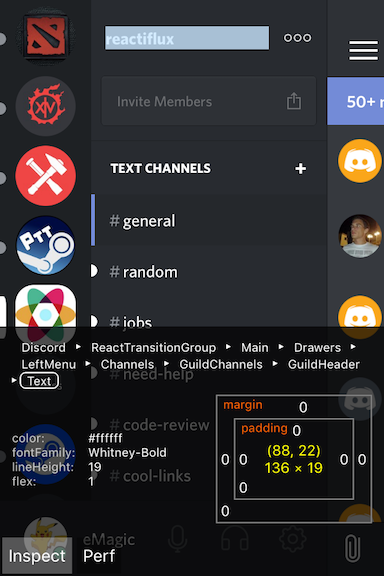 reactiflux
Invite Members
50+
TEXT CHANNELS +
# general
# random
# jobs
# need-help
# code-review
# cool-links
XIV
PTT
Discord ▸ ReactTransitionGroup ▸ Main ▸ Drawers ▸
LeftMenu ▸ Channels ▸ GuildChannels ▸ GuildHeader
▸ Text
color: #ffffff
fontFamily: Whitney-Bold
lineHeight: 19
flex: 1
margin 0
padding 0
(88, 22)
0 0 136 × 19 0 0
0
0
eMagic
Inspect Perf